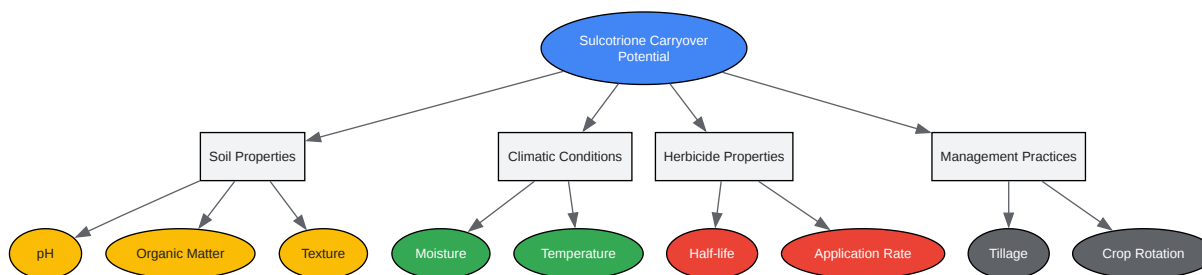 Sulcotrione Carryover
Potential
Soil Properties
Climatic Conditions
Herbicide Properties
Management Practices
pH
Organic Matter
Texture
Moisture
Temperature
Half-life
Application Rate
Tillage
Crop Rotation